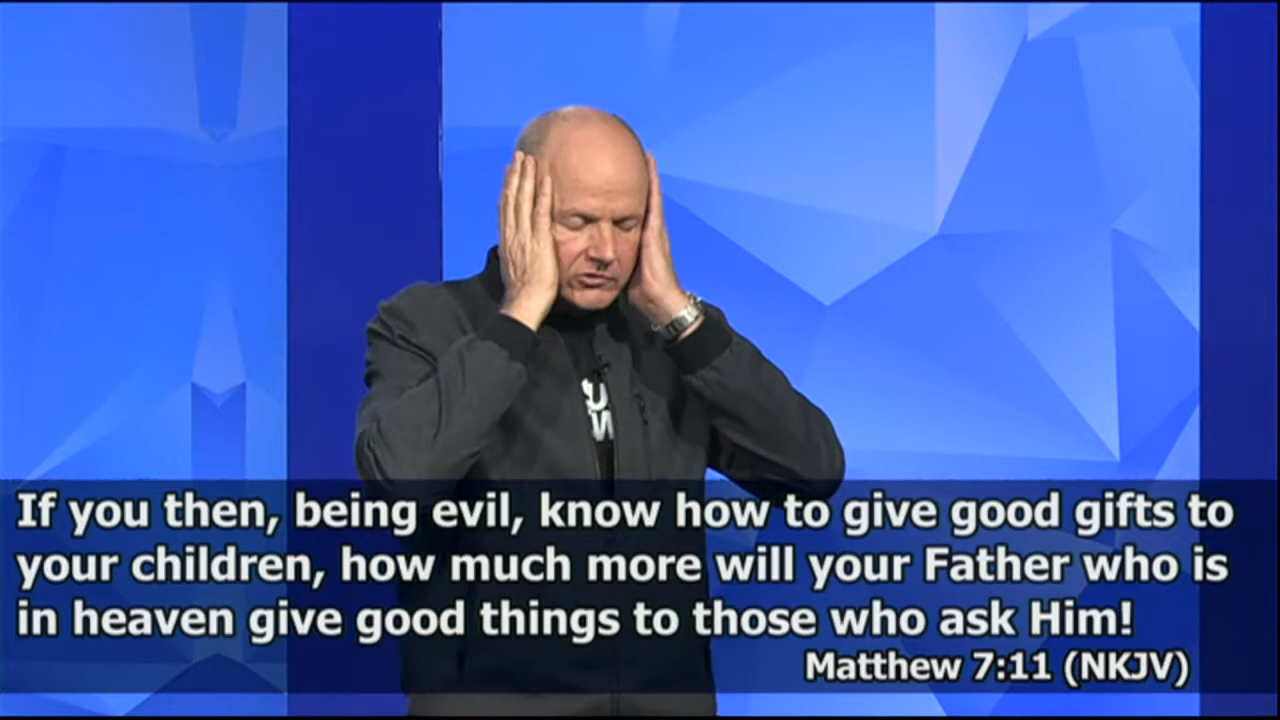 If you then, being evil, know how to give good gifts to
your children, how much more will your Father who is
in heaven give good things to those who ask Him!
Matthew 7:11 (NKJV)